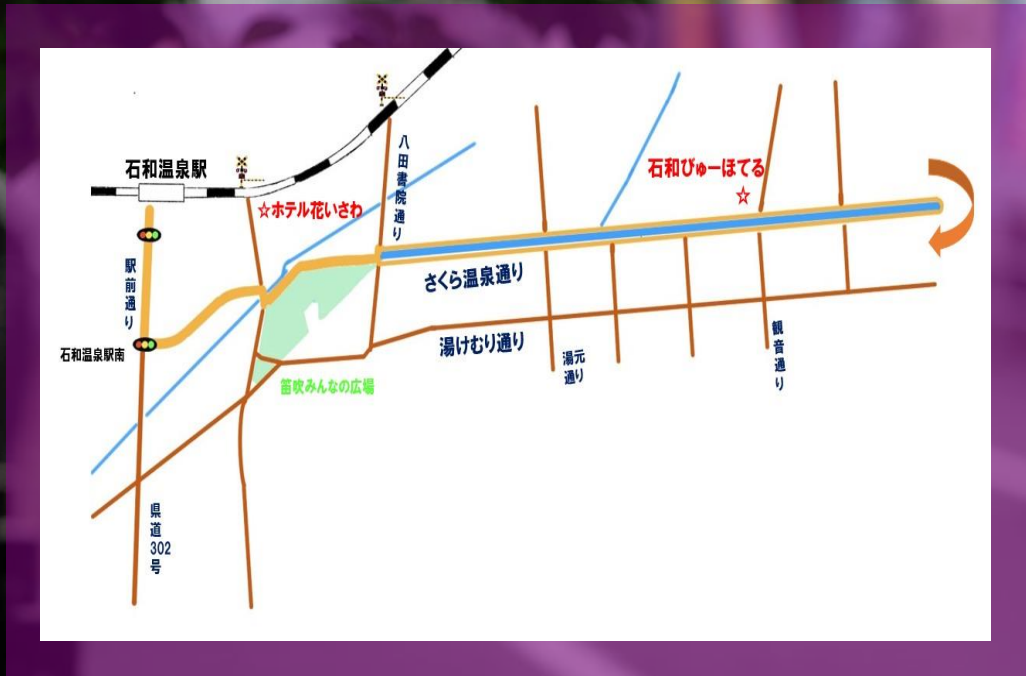 石和温泉駅
☆ホテル花いさわ
八田書院通り
石和びゅーほてる
☆
駅前通り
さくら温泉通り
石和温泉駅南
湯けむり通り
湯元通り
観音通り
笛吹みんなの広場
県道302号